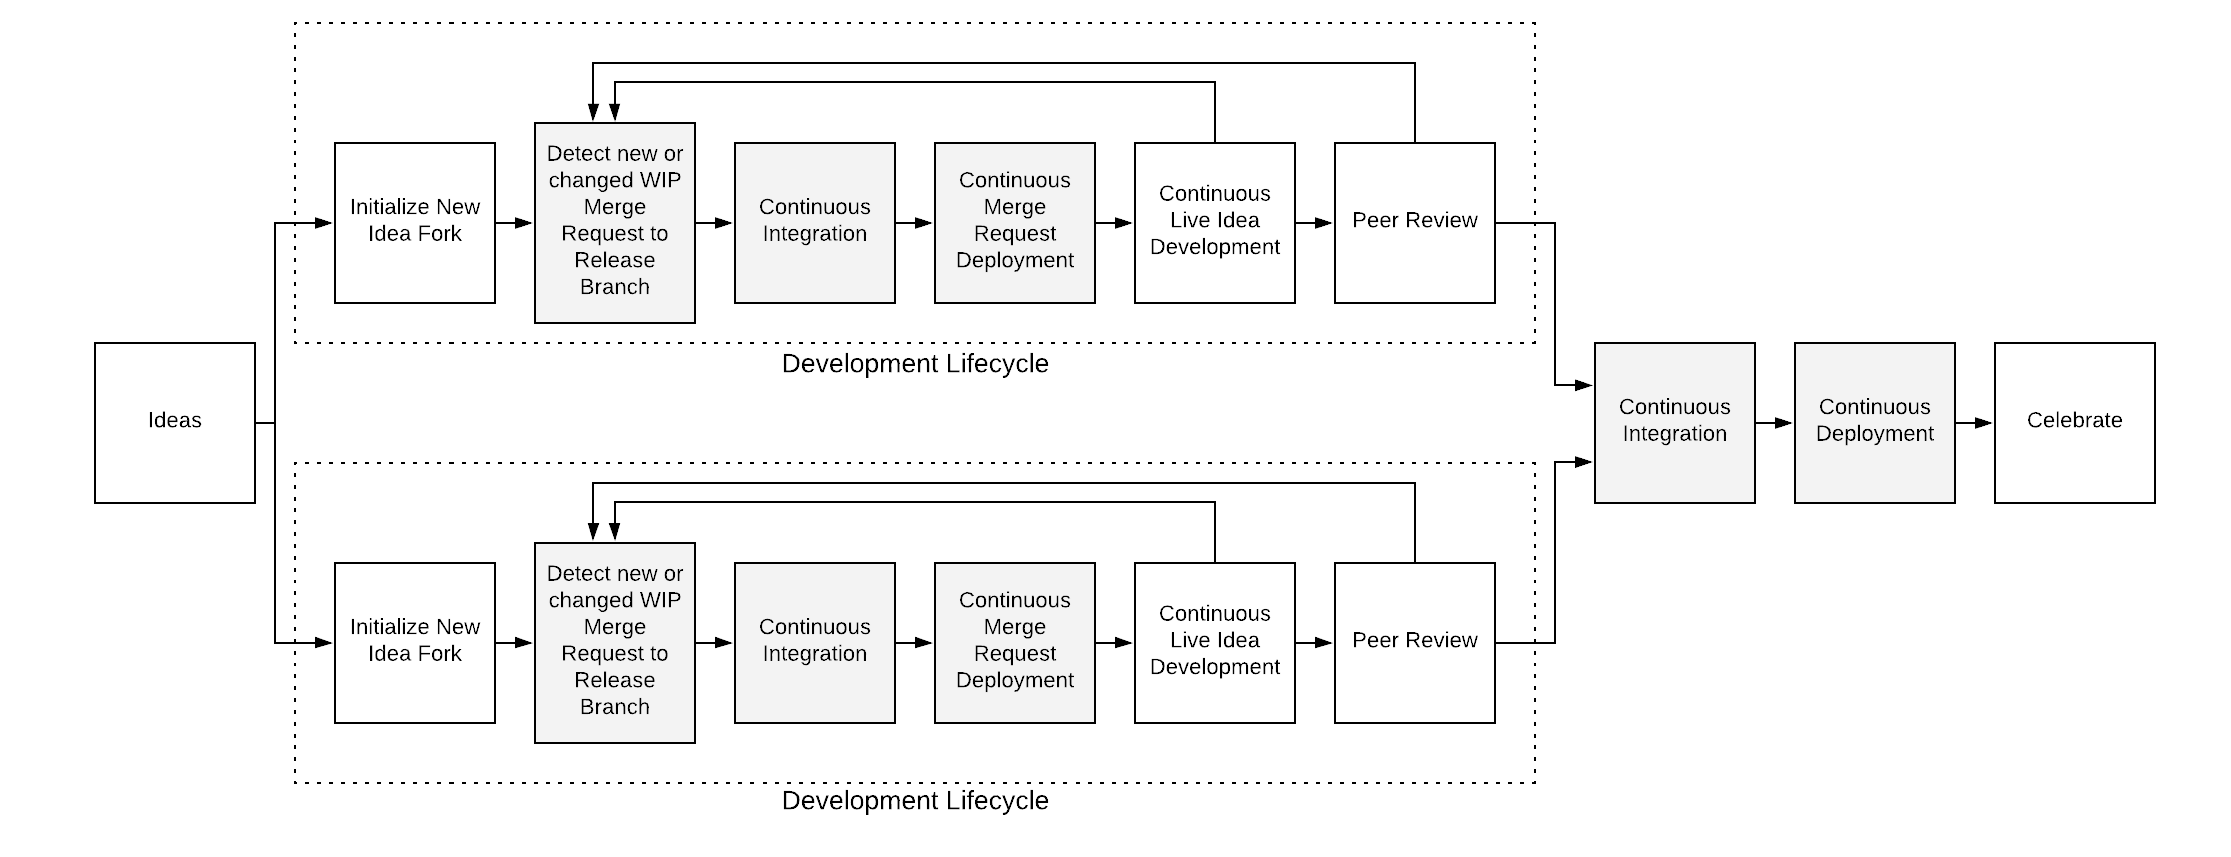 Initialize New
Idea Fork
Detect new or
changed WIP
Merge
Request to
Release
Branch
Continuous
Integration
Continuous
Merge
Request
Deployment
Continuous
Live Idea
Development
Peer Review
Development Lifecycle
Ideas
Continuous
Integration
Continuous
Deployment
Celebrate
Initialize New
Idea Fork
Detect new or
changed WIP
Merge
Request to
Release
Branch
Continuous
Integration
Continuous
Merge
Request
Deployment
Continuous
Live Idea
Development
Peer Review
Development Lifecycle